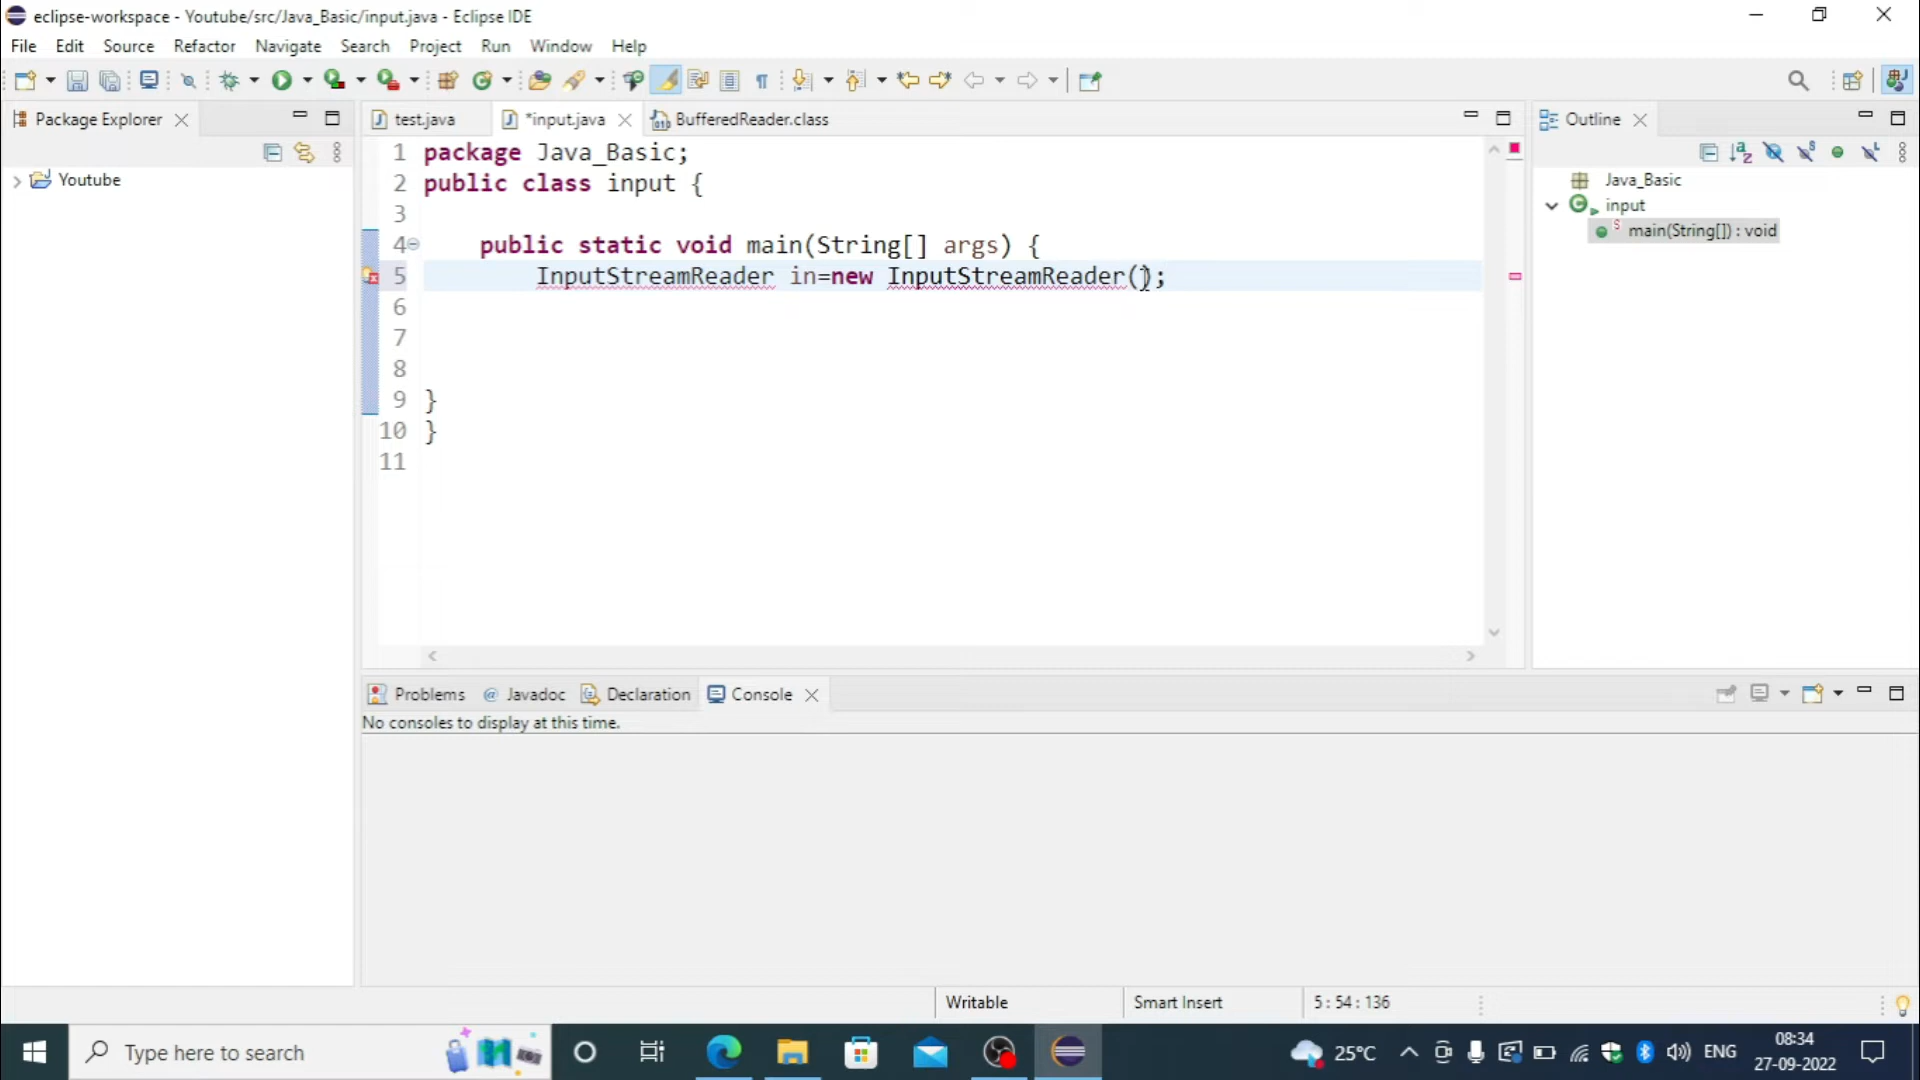 eclipse-workspace - Youtube/src/Java_Basic/input.java - Eclipse IDE
File Edit Source Refactor Navigate Search Project Run Window Help
Package Explorer
test.java *input.java BufferedReader.class
Outline
1 package Java_Basic;
2 public class input {
3
4 public static void main(String[] args) {
5 InputStreamReader in=new InputStreamReader();
6
7
8
9 }
10 }
11
Youtube
Java_Basic
input
main(String[]) : void
Problems @ Javadoc Declaration Console
No consoles to display at this time.
Writable Smart Insert 5 : 54 : 136
Type here to search
25°C ENG 08:34
27-09-2022